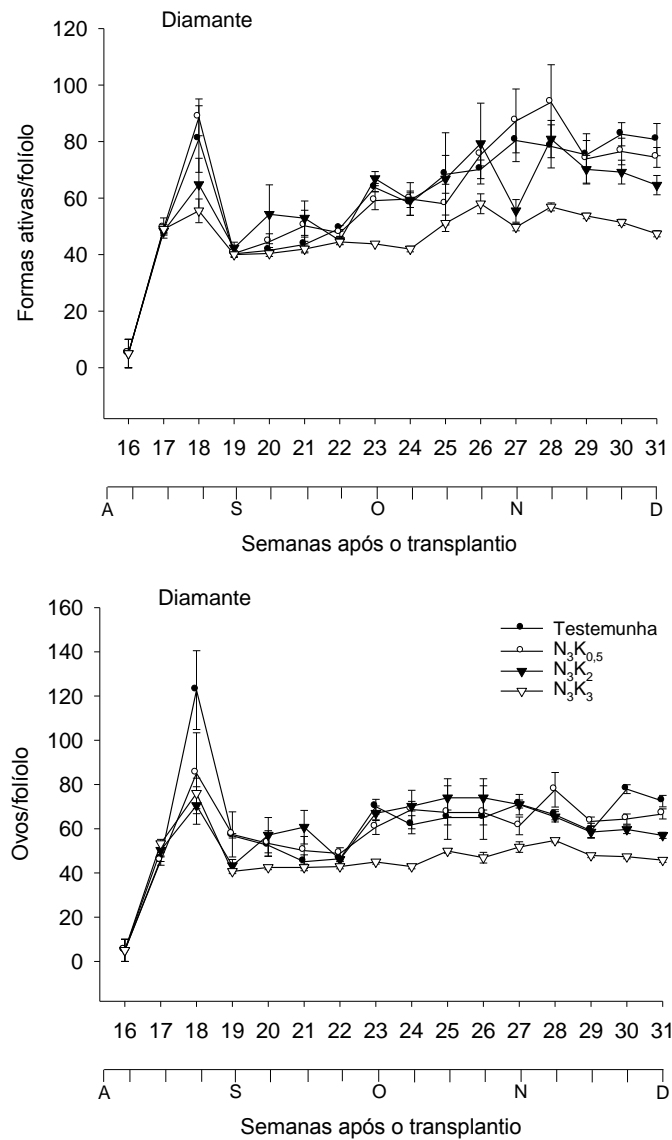 Diamante
120
100
80
60
40
20
0
Formas ativas/folíolo
16 17 18 19 20 21 22 23 24 25 26 27 28 29 30 31
A S O N D
Semanas após o transplantio
Diamante
160
140
120
100
80
60
40
20
0
Ovos/folíolo
Testemunha
N₃K₀,₅
N₃K₂
N₃K₃
16 17 18 19 20 21 22 23 24 25 26 27 28 29 30 31
A S O N D
Semanas após o transplantio